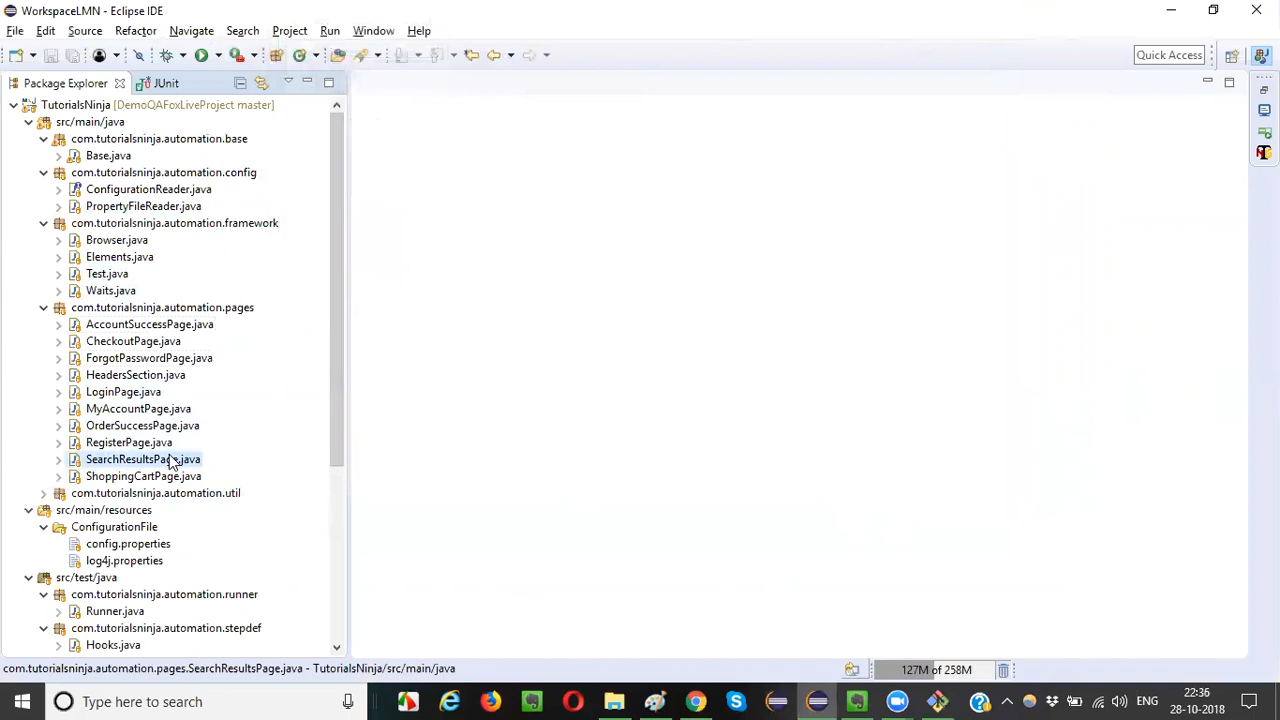 WorkspaceLMN - Eclipse IDE
File Edit Source Refactor Navigate Search Project Run Window Help
Quick Access
Package Explorer JUnit
TutorialsNinja [DemoQAFoxLiveProject master]
src/main/java
com.tutorialsninja.automation.base
Base.java
com.tutorialsninja.automation.config
ConfigurationReader.java
PropertyFileReader.java
com.tutorialsninja.automation.framework
Browser.java
Elements.java
Test.java
Waits.java
com.tutorialsninja.automation.pages
AccountSuccessPage.java
CheckoutPage.java
ForgotPasswordPage.java
HeadersSection.java
LoginPage.java
MyAccountPage.java
OrderSuccessPage.java
RegisterPage.java
SearchResultsPage.java
ShoppingCartPage.java
com.tutorialsninja.automation.util
src/main/resources
ConfigurationFile
config.properties
log4j.properties
src/test/java
com.tutorialsninja.automation.runner
Runner.java
com.tutorialsninja.automation.stepdef
Hooks.java
com.tutorialsninja.automation.pages.SearchResultsPage.java - TutorialsNinja/src/main/java
127M of 258M
Type here to search
ENG
22:36
28-10-2018